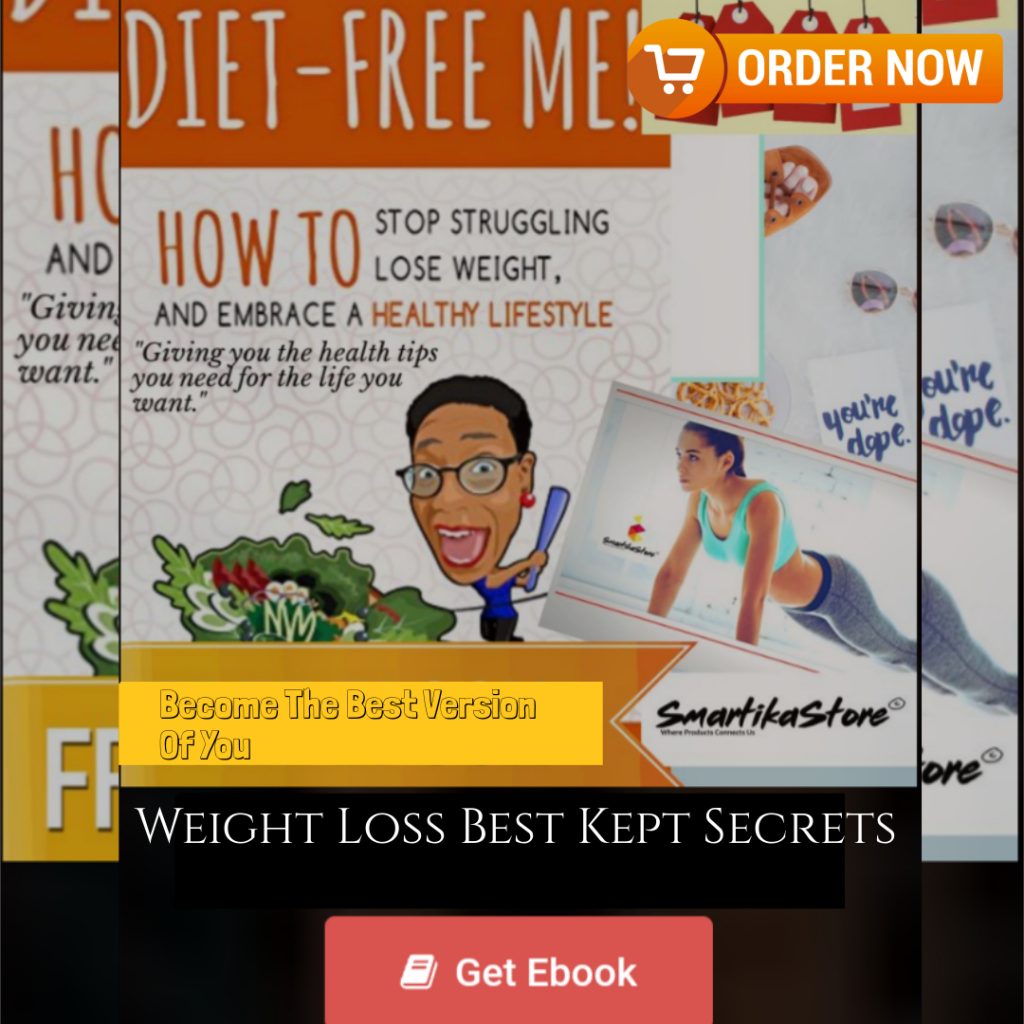 DIET-FREE ME!
ORDER NOW
HOW TO STOP STRUGGLING
LOSE WEIGHT,
AND EMBRACE A HEALTHY LIFESTYLE
"Giving you the health tips
you need for the life you
want."
HO
AND
"Giving
you nee
want."
you're
dope.
you're
dope.
SmartikaStore
NW
Become The Best Version
Of You
SmartikaStore©
Where Products Connects Us
ore©
FR
Weight Loss Best Kept Secrets
Get Ebook